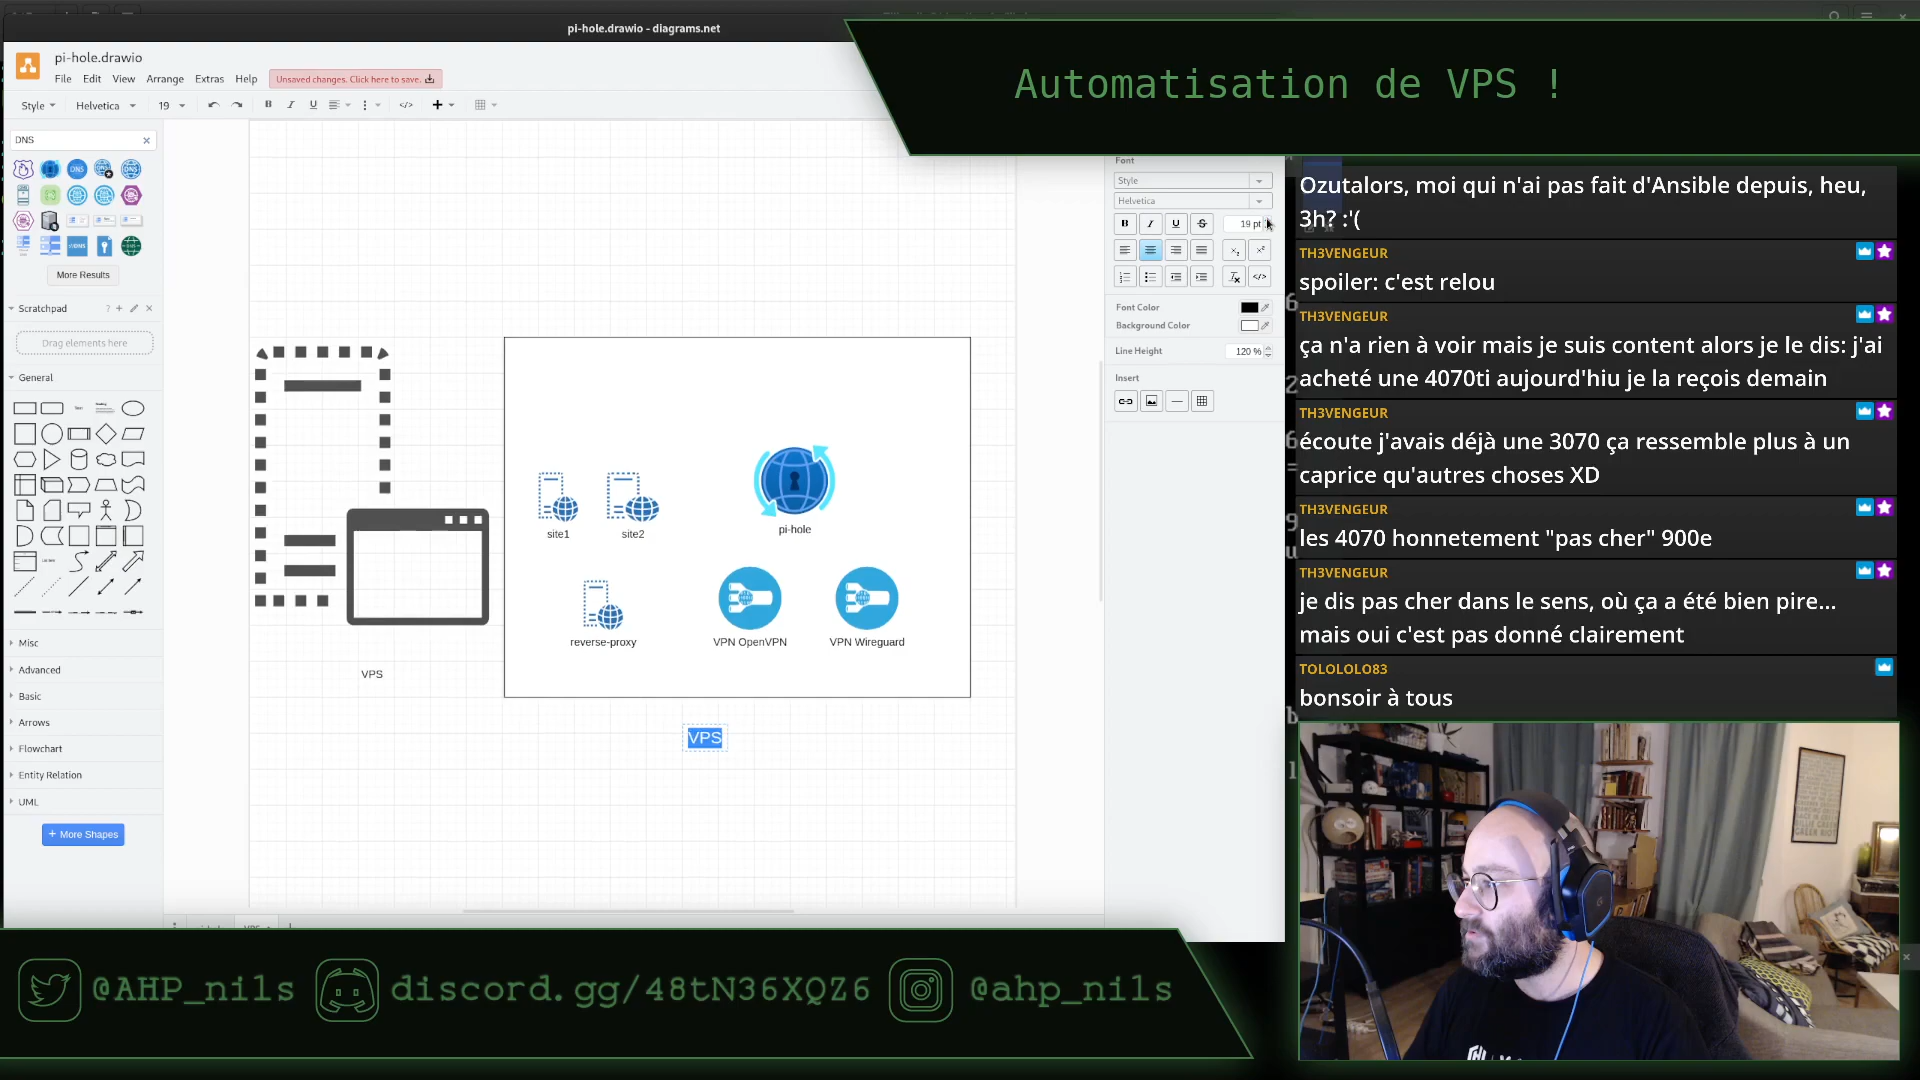 pi-hole.drawio - diagrams.net
pi-hole.drawio
File Edit View Arrange Extras Help
Unsaved changes. Click here to save.
Style Helvetica 19
DNS
More Results
Scratchpad
Drag elements here
General
Misc
Advanced
Basic
Arrows
Flowchart
Entity Relation
UML
+ More Shapes
site1
site2
pi-hole
reverse-proxy
VPN OpenVPN
VPN Wireguard
VPS
VPS
Font
Style
Helvetica
19 pt
Font Color
Background Color
Line Height
120 %
Insert
Automatisation de VPS !
Ozutalors, moi qui n'ai pas fait d'Ansible depuis, heu,
3h? :'(
TH3VENGEUR
spoiler: c'est relou
TH3VENGEUR
ça n'a rien à voir mais je suis content alors je le dis: j'ai
acheté une 4070ti aujourd'hiu je la reçois demain
TH3VENGEUR
écoute j'avais déjà une 3070 ça ressemble plus à un
caprice qu'autres choses XD
TH3VENGEUR
les 4070 honnetement "pas cher" 900e
TH3VENGEUR
je dis pas cher dans le sens, où ça a été bien pire...
mais oui c'est pas donné clairement
TOLOLOLO83
bonsoir à tous
@AHP_nils
discord.gg/48tN36XQZ6
@ahp_nils